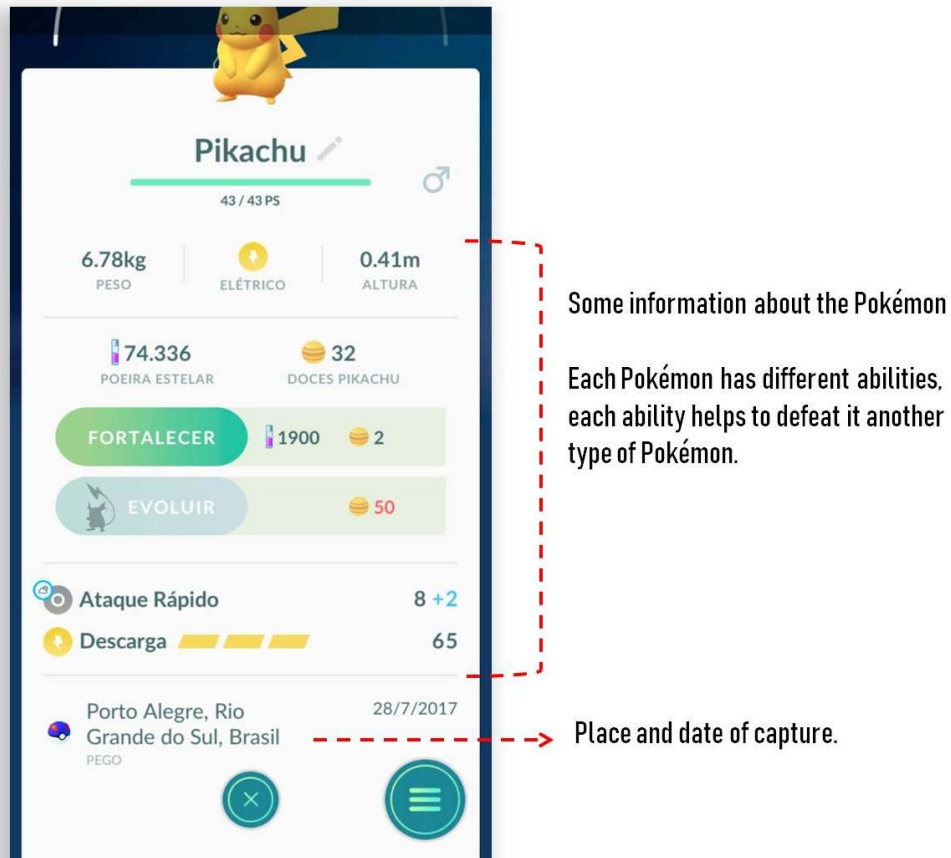 Pikachu
43 / 43 PS
6.78kg
PESO
ELÉTRICO
0.41m
ALTURA
74.336
POEIRA ESTELAR
32
DOCES PIKACHU
FORTALECER 1900 2
EVOLUIR 50
Ataque Rápido 8 +2
Descarga 65
Porto Alegre, Rio
Grande do Sul, Brasil
PEGO
28/7/2017
Some information about the Pokémon
Each Pokémon has different abilities,
each ability helps to defeat it another
type of Pokémon.
Place and date of capture.